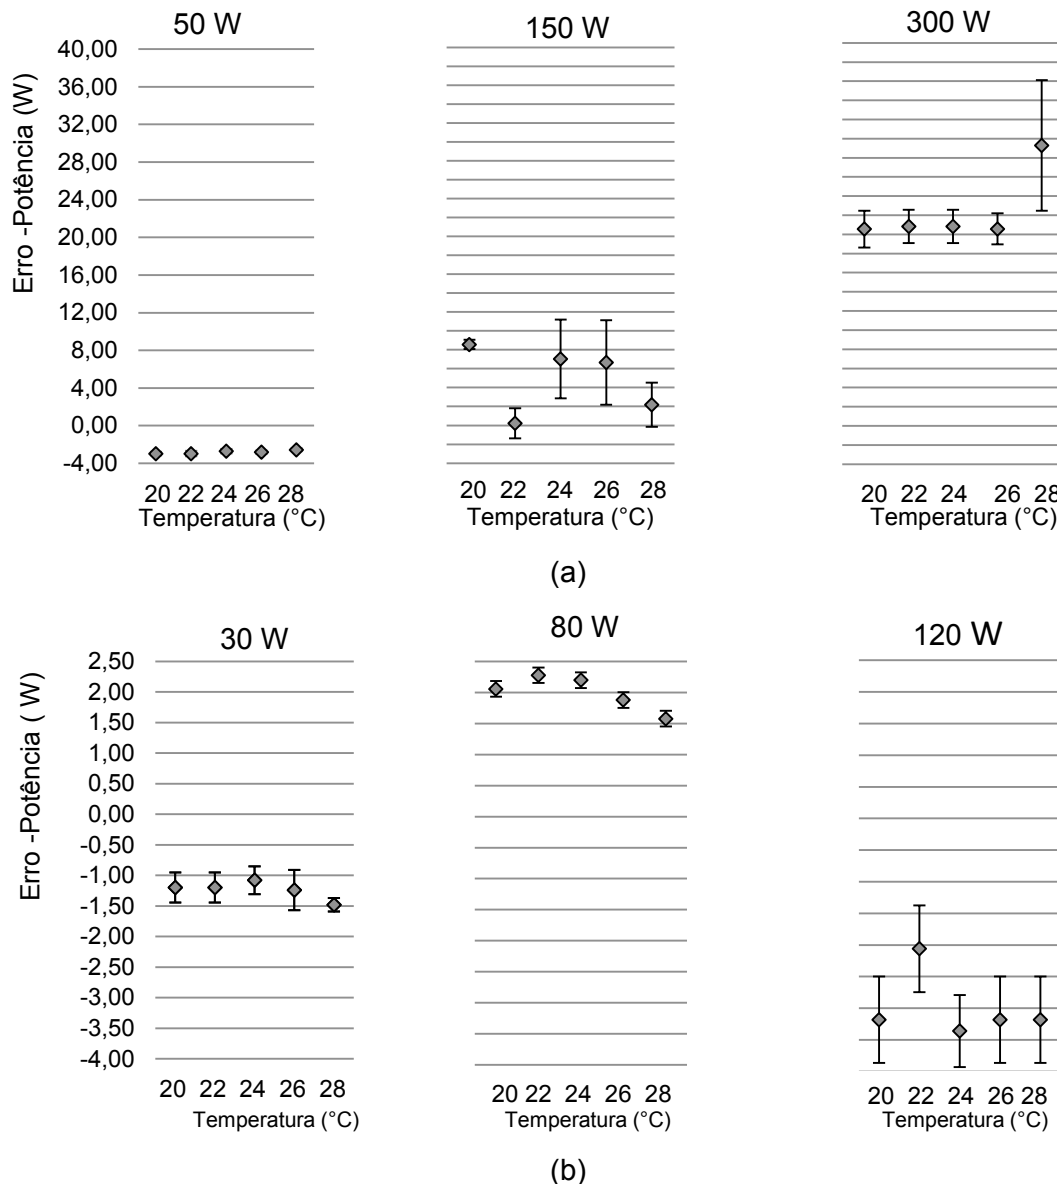 50 W
150 W
300 W
Erro -Potência (W)
40,00
36,00
32,00
28,00
24,00
20,00
16,00
12,00
8,00
4,00
0,00
-4,00
20 22 24 26 28
Temperatura (°C)
20 22 24 26 28
Temperatura (°C)
20 22 24 26 28
Temperatura (°C)
(a)
30 W
80 W
120 W
Erro -Potência ( W)
2,50
2,00
1,50
1,00
0,50
0,00
-0,50
-1,00
-1,50
-2,00
-2,50
-3,00
-3,50
-4,00
20 22 24 26 28
Temperatura (°C)
20 22 24 26 28
Temperatura (°C)
20 22 24 26 28
Temperatura (°C)
(b)